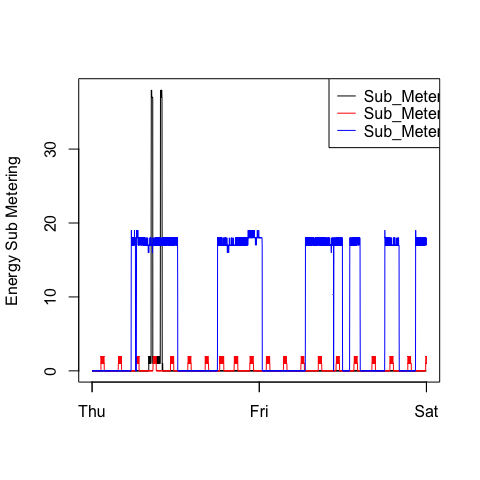 Sub_Meter
Sub_Meter
Sub_Meter
Energy Sub Metering
30
20
10
0
Thu Fri Sat